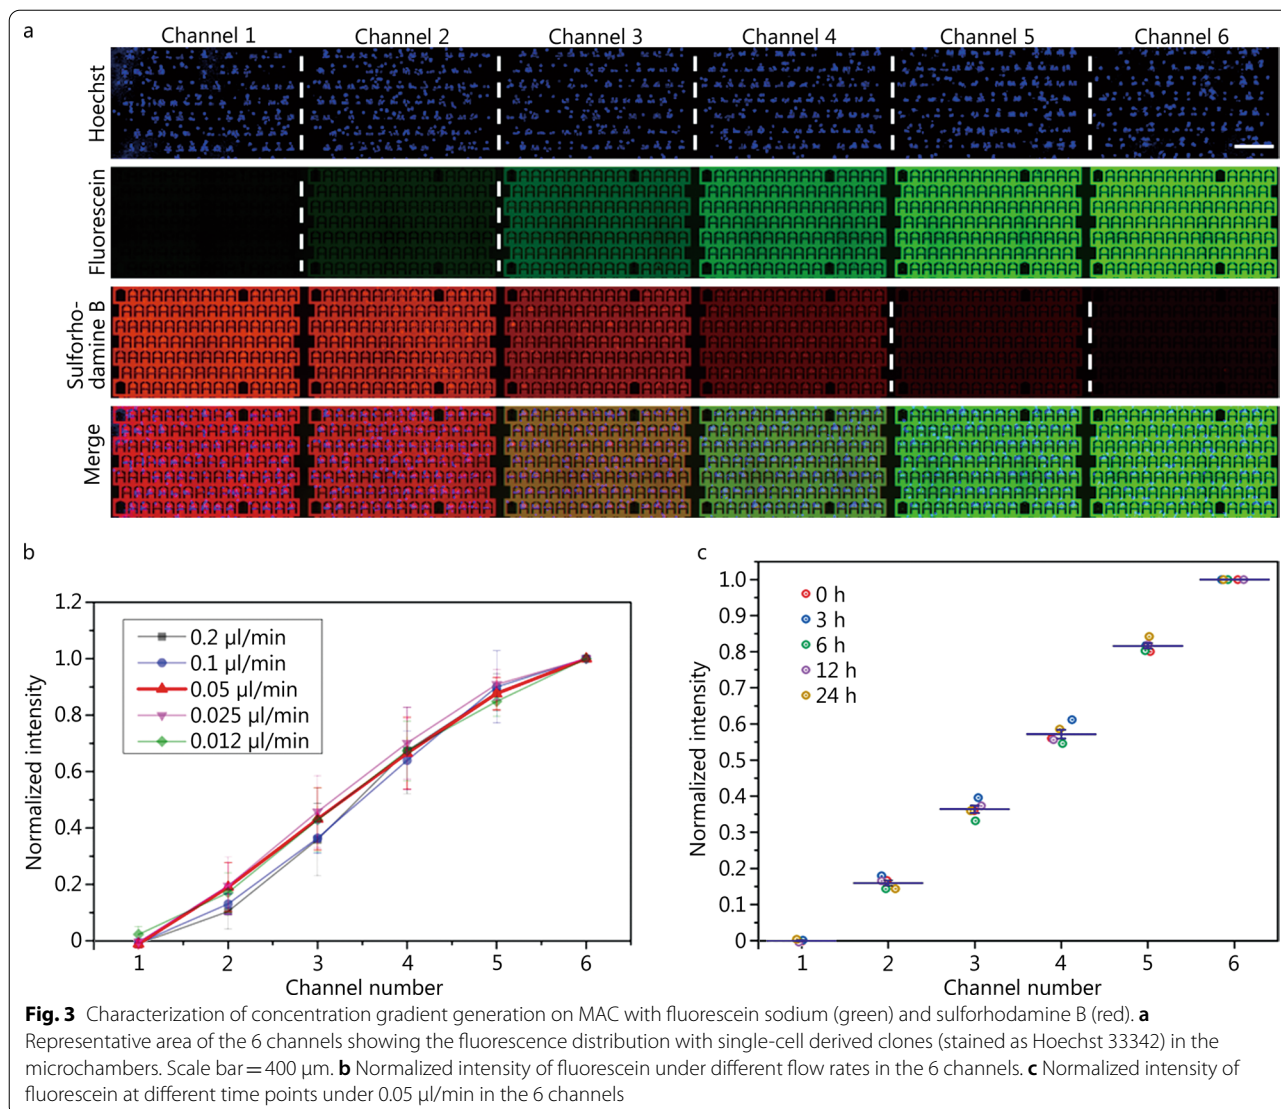 a
Channel 1 Channel 2 Channel 3 Channel 4 Channel 5 Channel 6
Hoechst
Fluorescein
Sulforho-
damine B
Merge
b
Normalized intensity
1.2
1.0
0.8
0.6
0.4
0.2
0
0.2 µl/min
0.1 µl/min
0.05 µl/min
0.025 µl/min
0.012 µl/min
1 2 3 4 5 6
Channel number
c
Normalized intensity
1.0
0.9
0.8
0.7
0.6
0.5
0.4
0.3
0.2
0.1
0
0 h
3 h
6 h
12 h
24 h
1 2 3 4 5 6
Channel number
Fig. 3 Characterization of concentration gradient generation on MAC with fluorescein sodium (green) and sulforhodamine B (red). a
Representative area of the 6 channels showing the fluorescence distribution with single-cell derived clones (stained as Hoechst 33342) in the
microchambers. Scale bar = 400 µm. b Normalized intensity of fluorescein under different flow rates in the 6 channels. c Normalized intensity of
fluorescein at different time points under 0.05 µl/min in the 6 channels